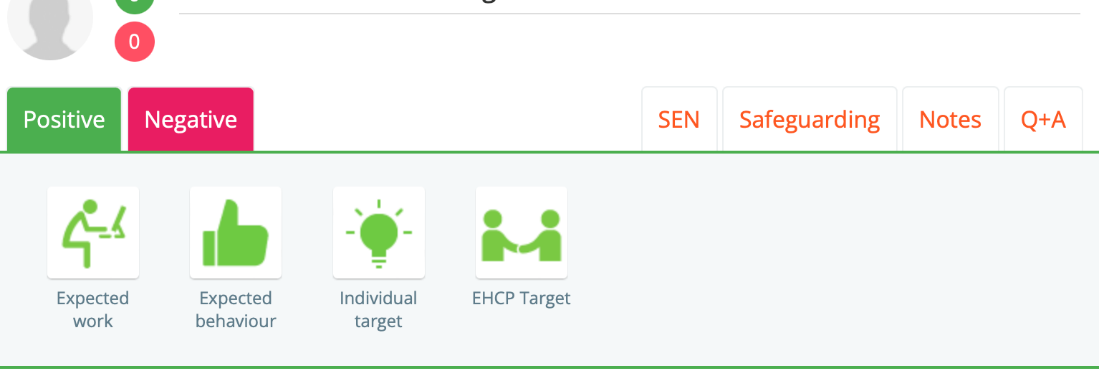 0
Positive
Negative
SEN
Safeguarding
Notes
Q+A
Expected
work
Expected
behaviour
Individual
target
EHCP Target